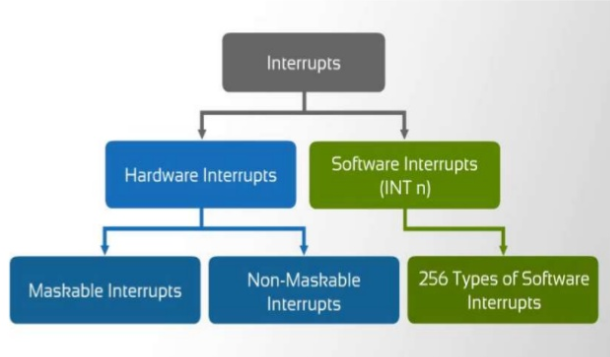 Interrupts
Hardware Interrupts
Software Interrupts
(INT n)
Maskable Interrupts
Non-Maskable
Interrupts
256 Types of Software
Interrupts